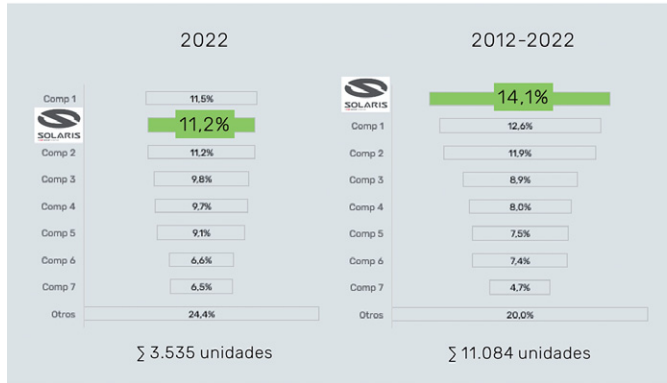 2022
Comp 1 11,5%
SOLARIS 11,2%
Comp 2 11,2%
Comp 3 9,8%
Comp 4 9,7%
Comp 5 9,1%
Comp 6 6,6%
Comp 7 6,5%
Otros 24,4%
∑ 3.535 unidades
2012-2022
SOLARIS 14,1%
Comp 1 12,6%
Comp 2 11,9%
Comp 3 8,9%
Comp 4 8,0%
Comp 5 7,5%
Comp 6 7,4%
Comp 7 4,7%
Otros 20,0%
∑ 11.084 unidades